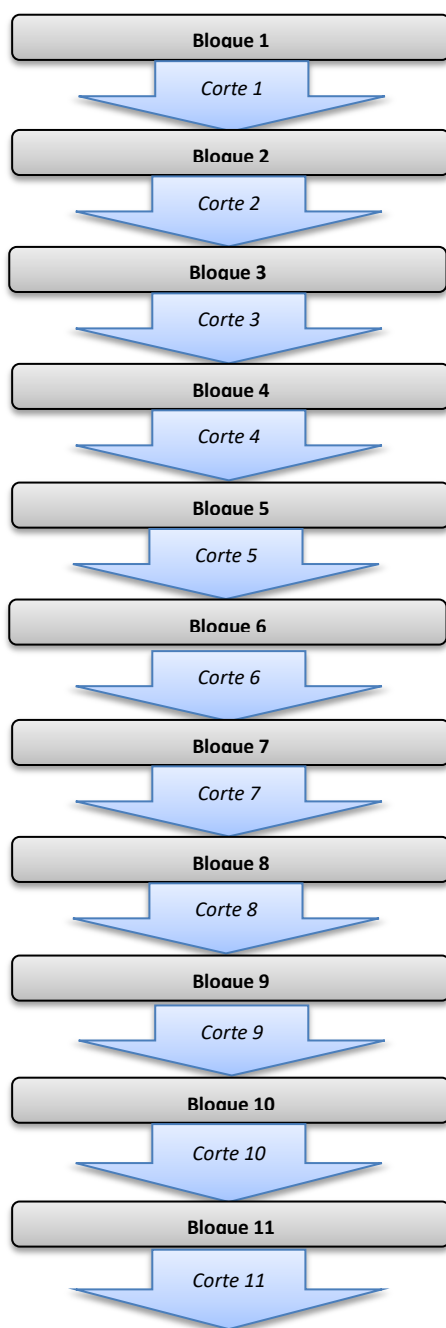 Bloque 1
Corte 1
Bloque 2
Corte 2
Bloque 3
Corte 3
Bloque 4
Corte 4
Bloque 5
Corte 5
Bloque 6
Corte 6
Bloque 7
Corte 7
Bloque 8
Corte 8
Bloque 9
Corte 9
Bloque 10
Corte 10
Bloque 11
Corte 11